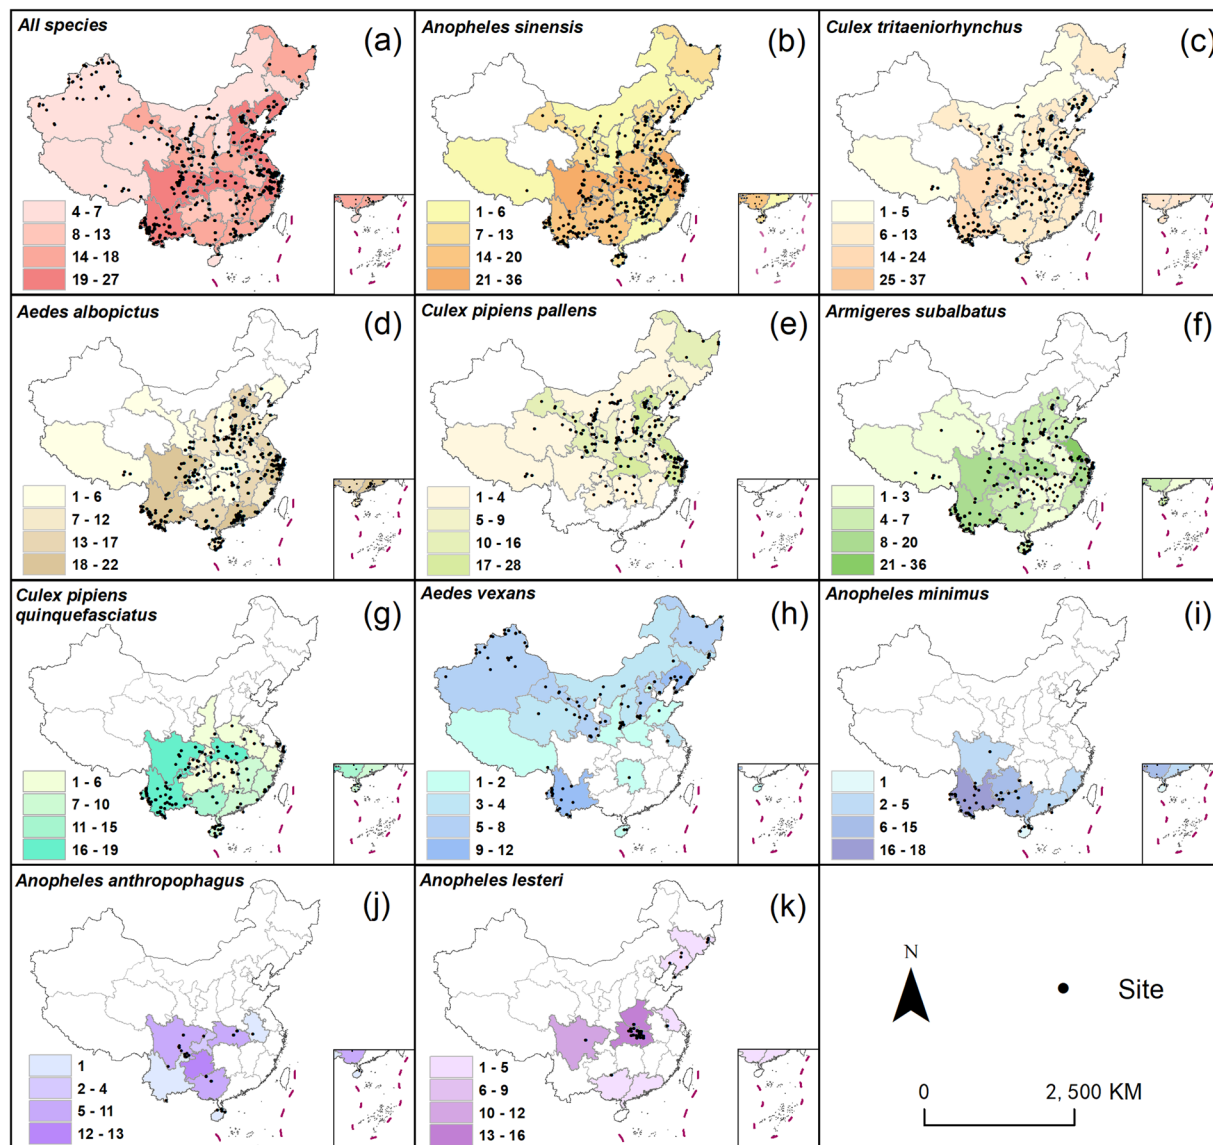 All species
(a)
4 - 7
8 - 13
14 - 18
19 - 27
Anopheles sinensis
(b)
1 - 6
7 - 13
14 - 20
21 - 36
Culex tritaeniorhynchus
(c)
1 - 5
6 - 13
14 - 24
25 - 37
Aedes albopictus
(d)
1 - 6
7 - 12
13 - 17
18 - 22
Culex pipiens pallens
(e)
1 - 4
5 - 9
10 - 16
17 - 28
Armigeres subalbatus
(f)
1 - 3
4 - 7
8 - 20
21 - 36
Culex pipiens
quinquefasciatus
(g)
1 - 6
7 - 10
11 - 15
16 - 19
Aedes vexans
(h)
1 - 2
3 - 4
5 - 8
9 - 12
Anopheles minimus
(i)
1
2 - 5
6 - 15
16 - 18
Anopheles anthropophagus
(j)
1
2 - 4
5 - 11
12 - 13
Anopheles lesteri
(k)
1 - 5
6 - 9
10 - 12
13 - 16
N
Site
0 2,500 KM